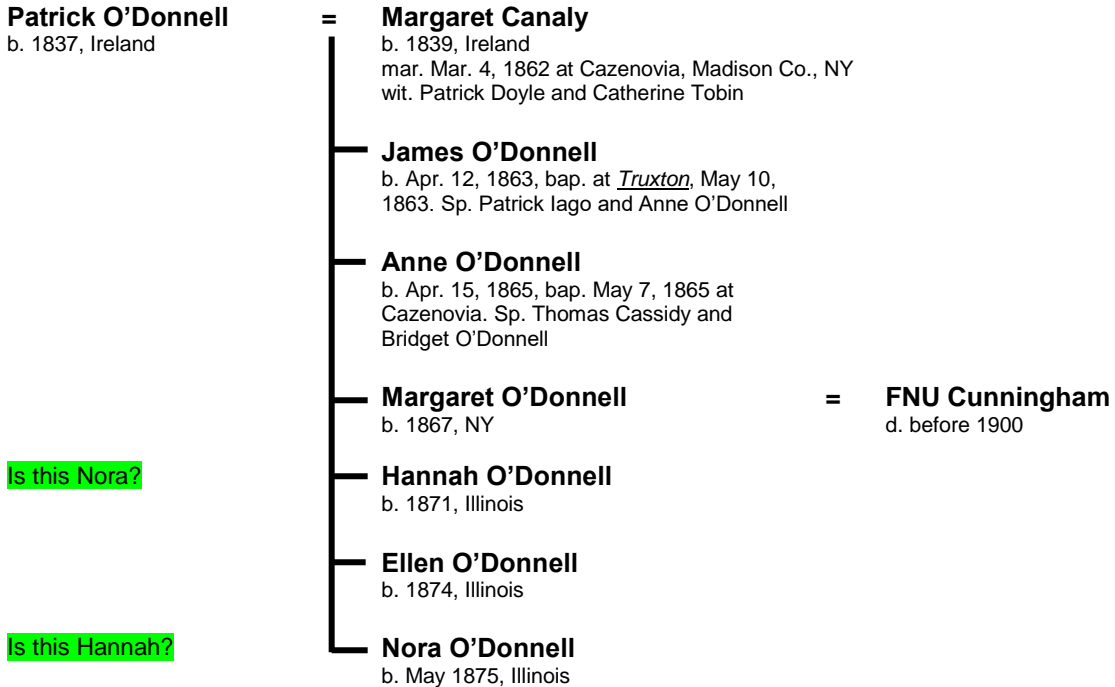 Patrick O’Donnell = Margaret Canaly
b. 1837, Ireland
b. 1839, Ireland
mar. Mar. 4, 1862 at Cazenovia, Madison Co., NY
wit. Patrick Doyle and Catherine Tobin
James O’Donnell
b. Apr. 12, 1863, bap. at Truxton, May 10,
1863. Sp. Patrick Iago and Anne O’Donnell
Anne O’Donnell
b. Apr. 15, 1865, bap. May 7, 1865 at
Cazenovia. Sp. Thomas Cassidy and
Bridget O’Donnell
Margaret O’Donnell = FNU Cunningham
b. 1867, NY
d. before 1900
Is this Nora?
Hannah O’Donnell
b. 1871, Illinois
Ellen O’Donnell
b. 1874, Illinois
Is this Hannah?
Nora O’Donnell
b. May 1875, Illinois